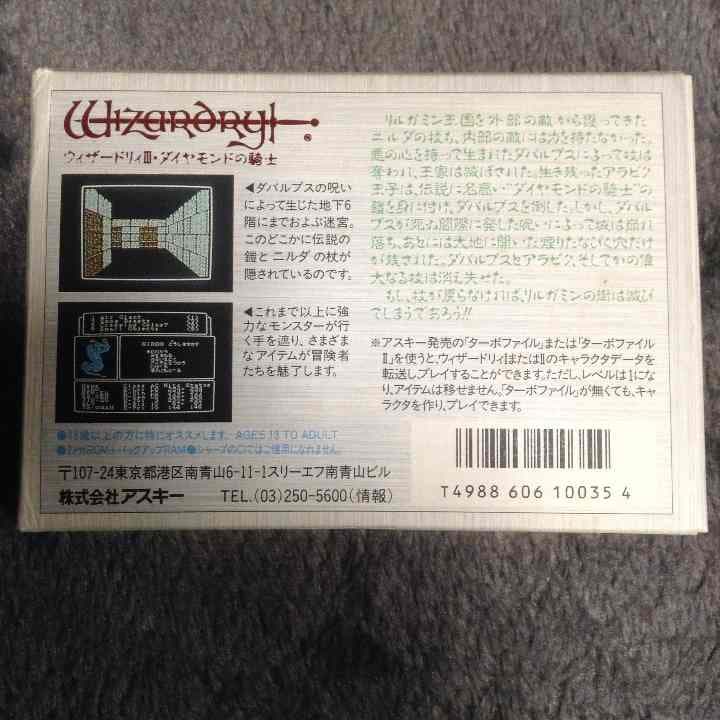 Wizardry
®
ウィザードリィⅢ・ダイヤモンドの騎士
◀ダバルプスの呪い
によって生じた地下6
階にまでおよぶ迷宮。
このどこかに伝説の
鎧とニルダの杖が
隠されているのです。
◀これまで以上に強
力なモンスターが行
く手を遮り、さまざま
なアイテムが冒険者
たちを魅了します。
リルガミン王国を外部の敵から護ってきた
ニルダの杖も、内部の敵には力を持たなかった。
悪の心を持って生まれたダバルプスによって杖は
奪われ、王家は滅ぼされた。生き残ったアラビク
王子は、伝説に名高い"ダイヤモンドの騎士"の
鎧を身に付け、ダバルプスを倒した。しかし、ダバル
プスが死ぬ間際に発した呪いによって城は崩れ
落ち、あとには大地に開いた煙りたなびく穴だけ
が残された。ダバルプスとアラビク、そしてかの偉
大なる杖は消え失せた。
もし、杖が戻らなければ、リルガミンの街は滅びて
しまうであろう!!
※アスキー発売の「ターボファイル」または「ターボファイル
Ⅱ」を使うと、ウィザードリィⅠまたはⅡのキャラクタデータを
転送しプレイすることができます。ただし、レベルは1にな
り、アイテムは移せません。「ターボファイル」が無くても、キャ
ラクタを作り、プレイできます。
AGES 13 TO ADULT
〒107-24東京都港区南青山6-11-1スリーエフ南青山ビル
株式会社アスキー TEL.(03)250-5600(情報)
T4988 606 10035 4